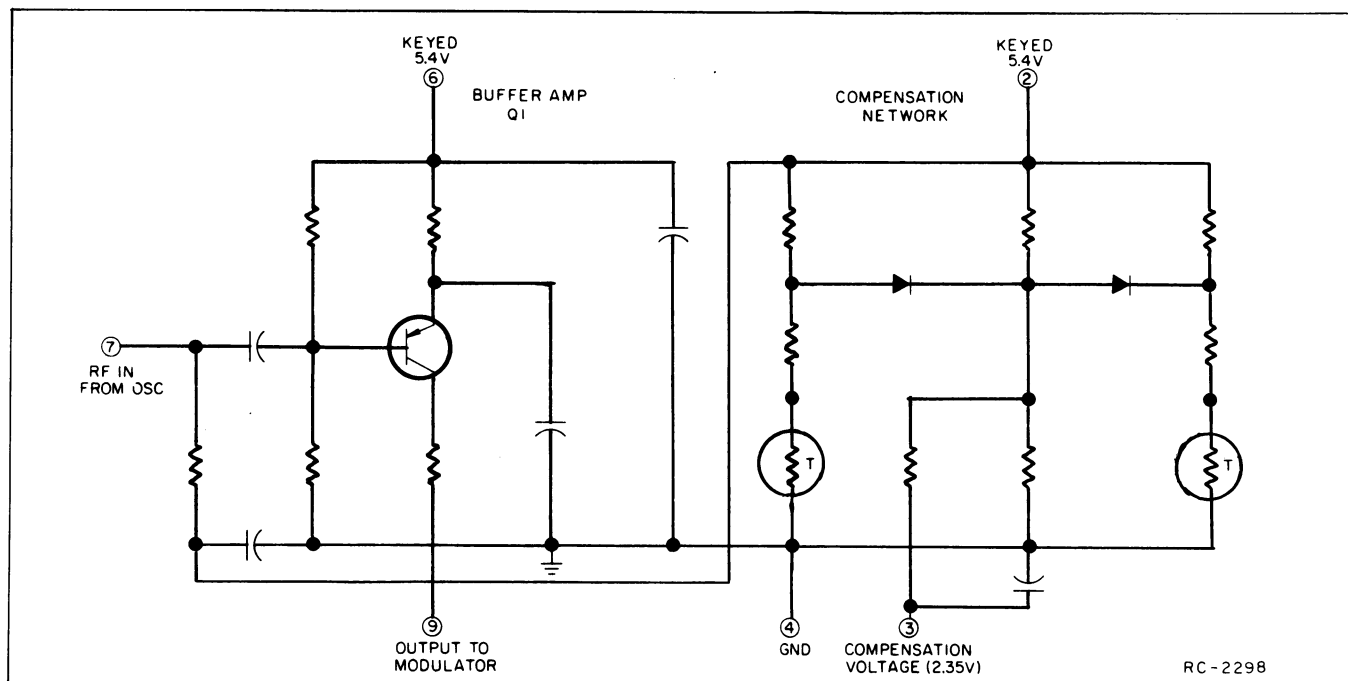 KEYED
5.4V
⑥
BUFFER AMP
Q1
KEYED
5.4V
②
COMPENSATION
NETWORK
⑦
RF IN
FROM OSC
T
T
⑨
OUTPUT TO
MODULATOR
④
GND
③
COMPENSATION
VOLTAGE (2.35V)
RC-2298